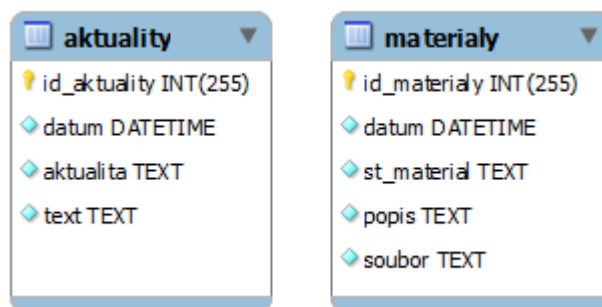 aktuality
id_aktuality INT(255)
datum DATETIME
aktualita TEXT
text TEXT
materialy
id_materialy INT(255)
datum DATETIME
st_material TEXT
popis TEXT
soubor TEXT